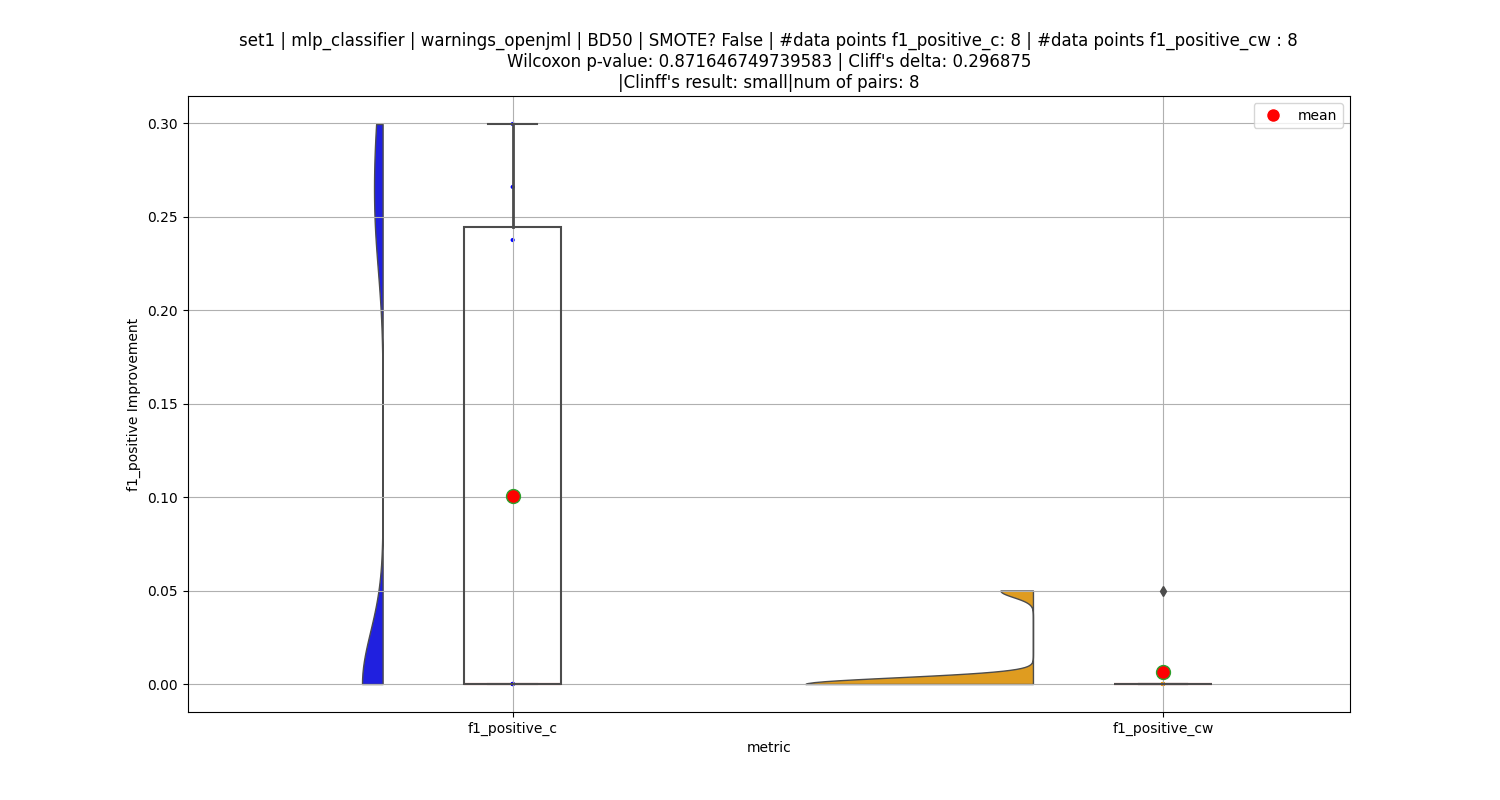 set1 | mlp_classifier | warnings_openjml | BD50 | SMOTE? False | #data points f1_positive_c: 8 | #data points f1_positive_cw : 8
Wilcoxon p-value: 0.871646749739583 | Cliff's delta: 0.296875
|Clinff's result: small|num of pairs: 8
mean
0.30
0.25
0.20
0.15
0.10
0.05
0.00
f1_positive Improvement
f1_positive_c
f1_positive_cw
metric